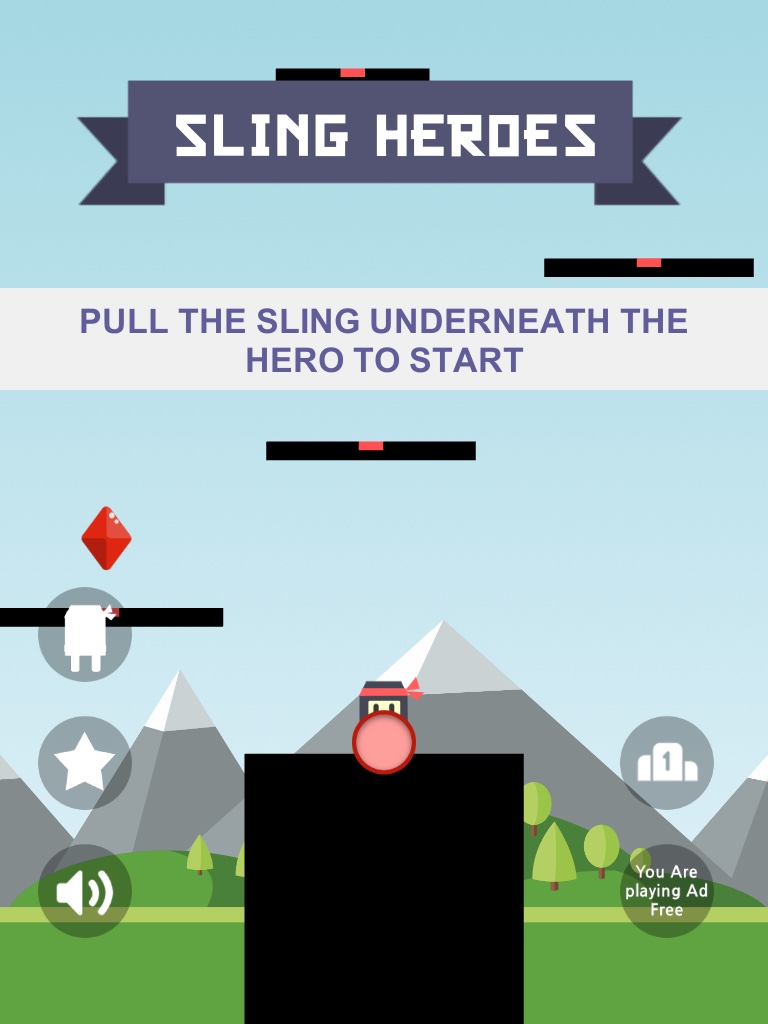 SLING HEROES
PULL THE SLING UNDERNEATH THE
HERO TO START
1
You Are
playing Ad
Free